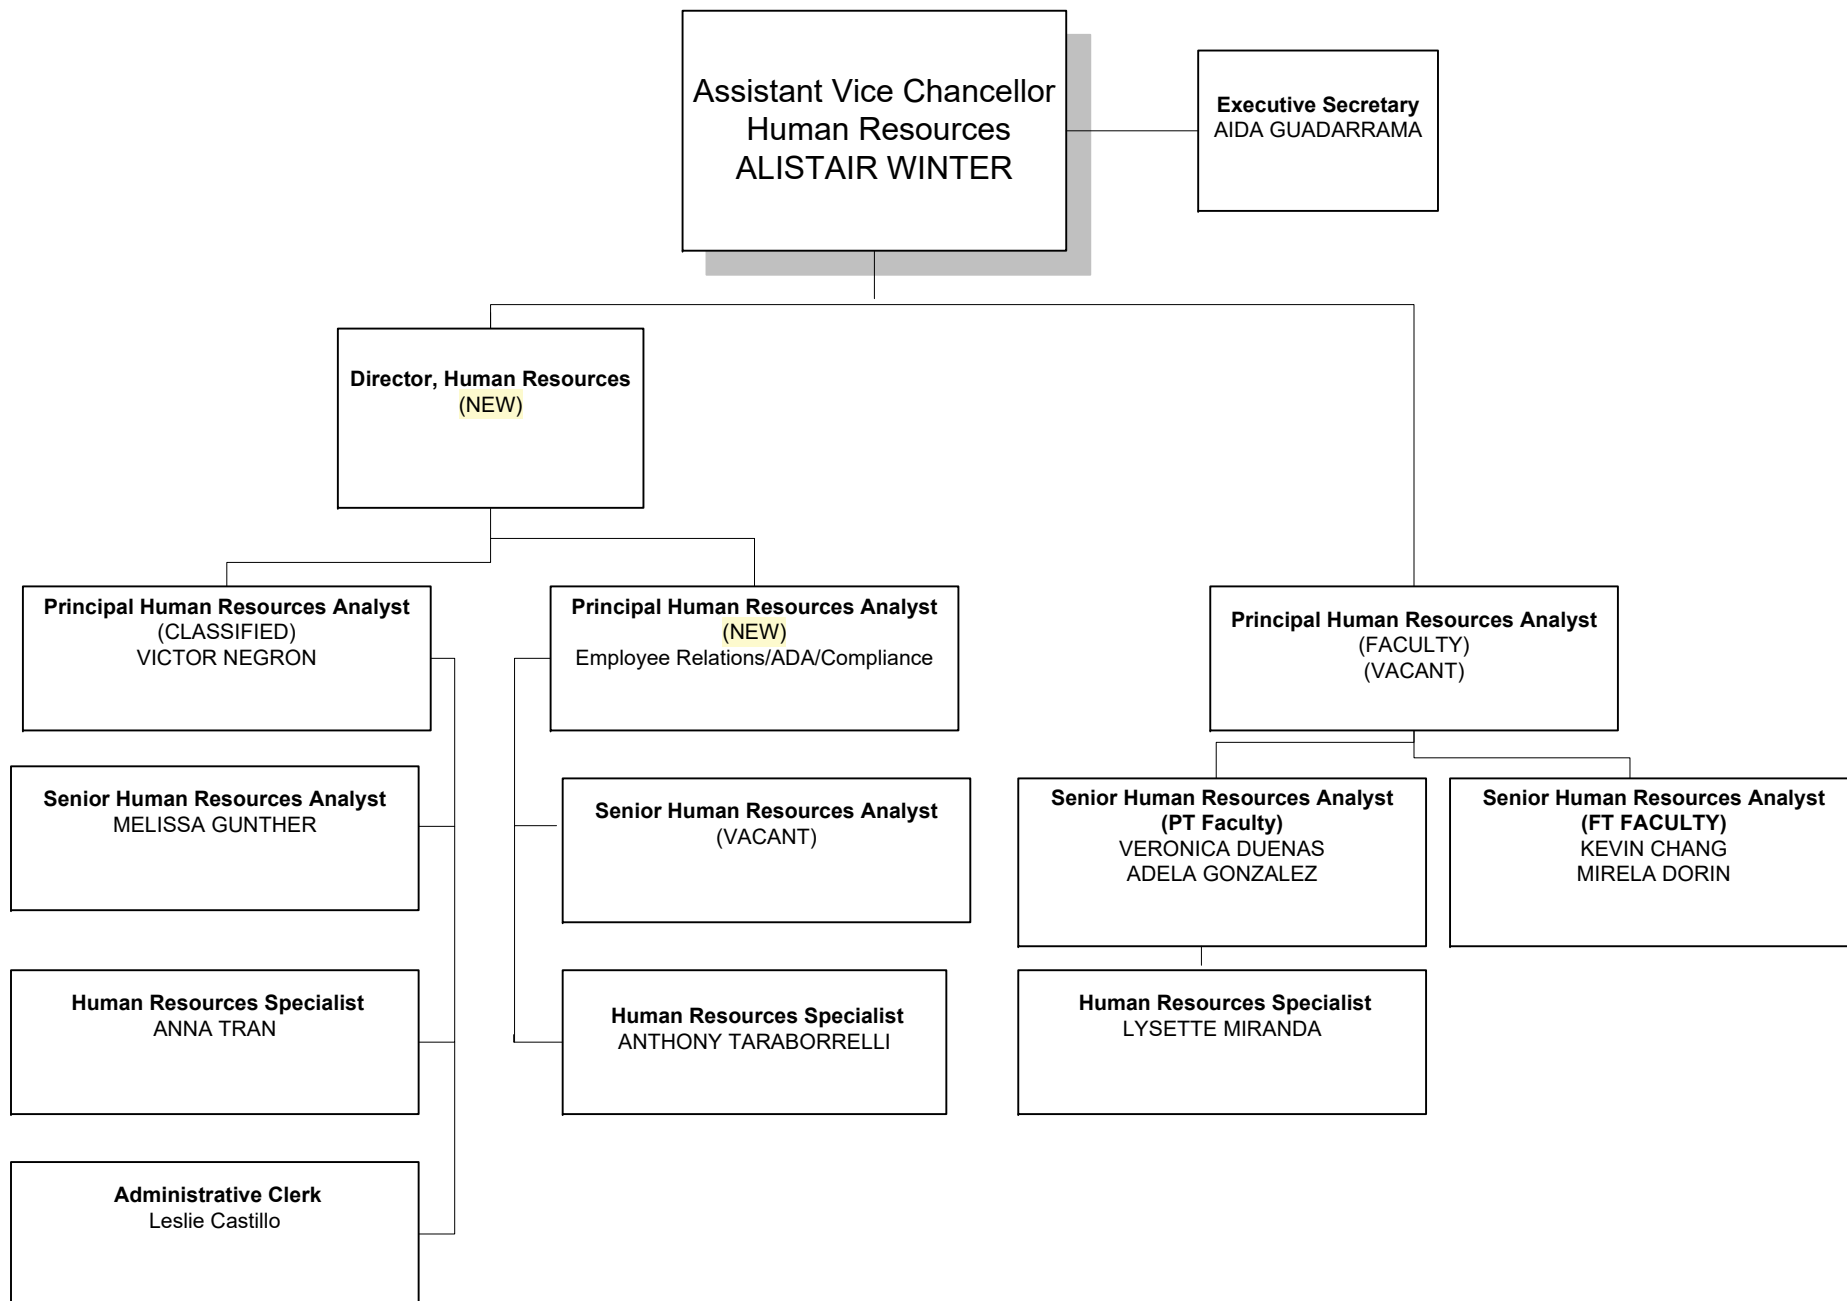 Assistant Vice Chancellor
Human Resources
ALISTAIR WINTER
Executive Secretary
AIDA GUADARRAMA
Director, Human Resources
(NEW)
Principal Human Resources Analyst
(CLASSIFIED)
VICTOR NEGRON
Principal Human Resources Analyst
(NEW)
Employee Relations/ADA/Compliance
Principal Human Resources Analyst
(FACULTY)
(VACANT)
Senior Human Resources Analyst
MELISSA GUNTHER
Senior Human Resources Analyst
(VACANT)
Senior Human Resources Analyst
(PT Faculty)
VERONICA DUENAS
ADELA GONZALEZ
Senior Human Resources Analyst
(FT FACULTY)
KEVIN CHANG
MIRELA DORIN
Human Resources Specialist
ANNA TRAN
Human Resources Specialist
ANTHONY TARABORRELLI
Human Resources Specialist
LYSETTE MIRANDA
Administrative Clerk
Leslie Castillo